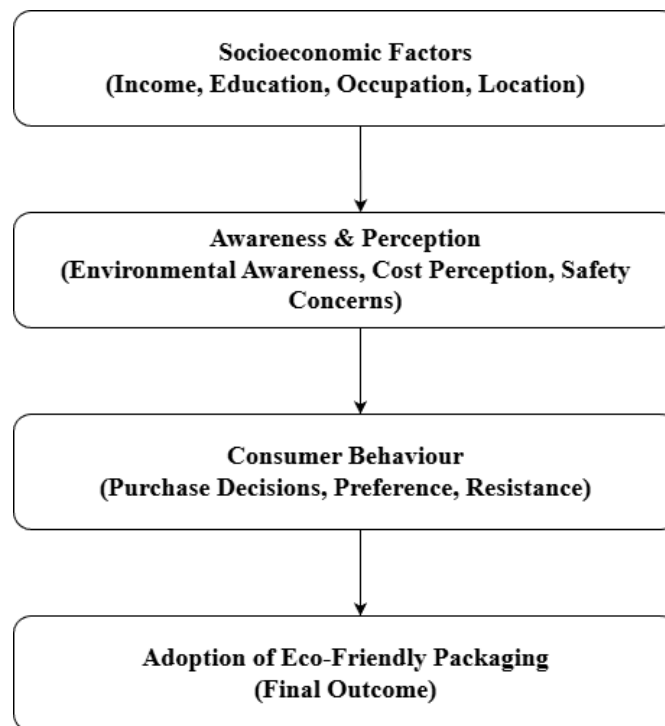 Socioeconomic Factors
(Income, Education, Occupation, Location)
Awareness & Perception
(Environmental Awareness, Cost Perception, Safety
Concerns)
Consumer Behaviour
(Purchase Decisions, Preference, Resistance)
Adoption of Eco-Friendly Packaging
(Final Outcome)